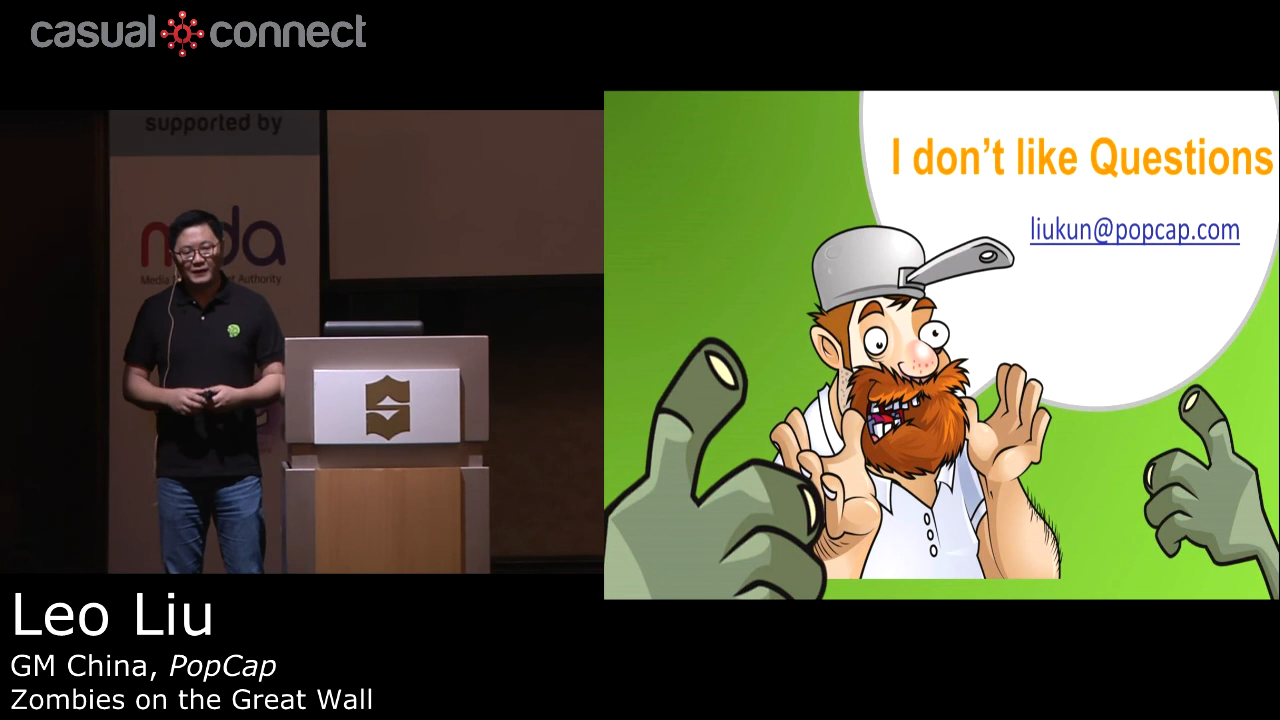 casual connect
supported by
mda
I don't like Questions
liukun@popcap.com
Leo Liu
GM China, PopCap
Zombies on the Great Wall